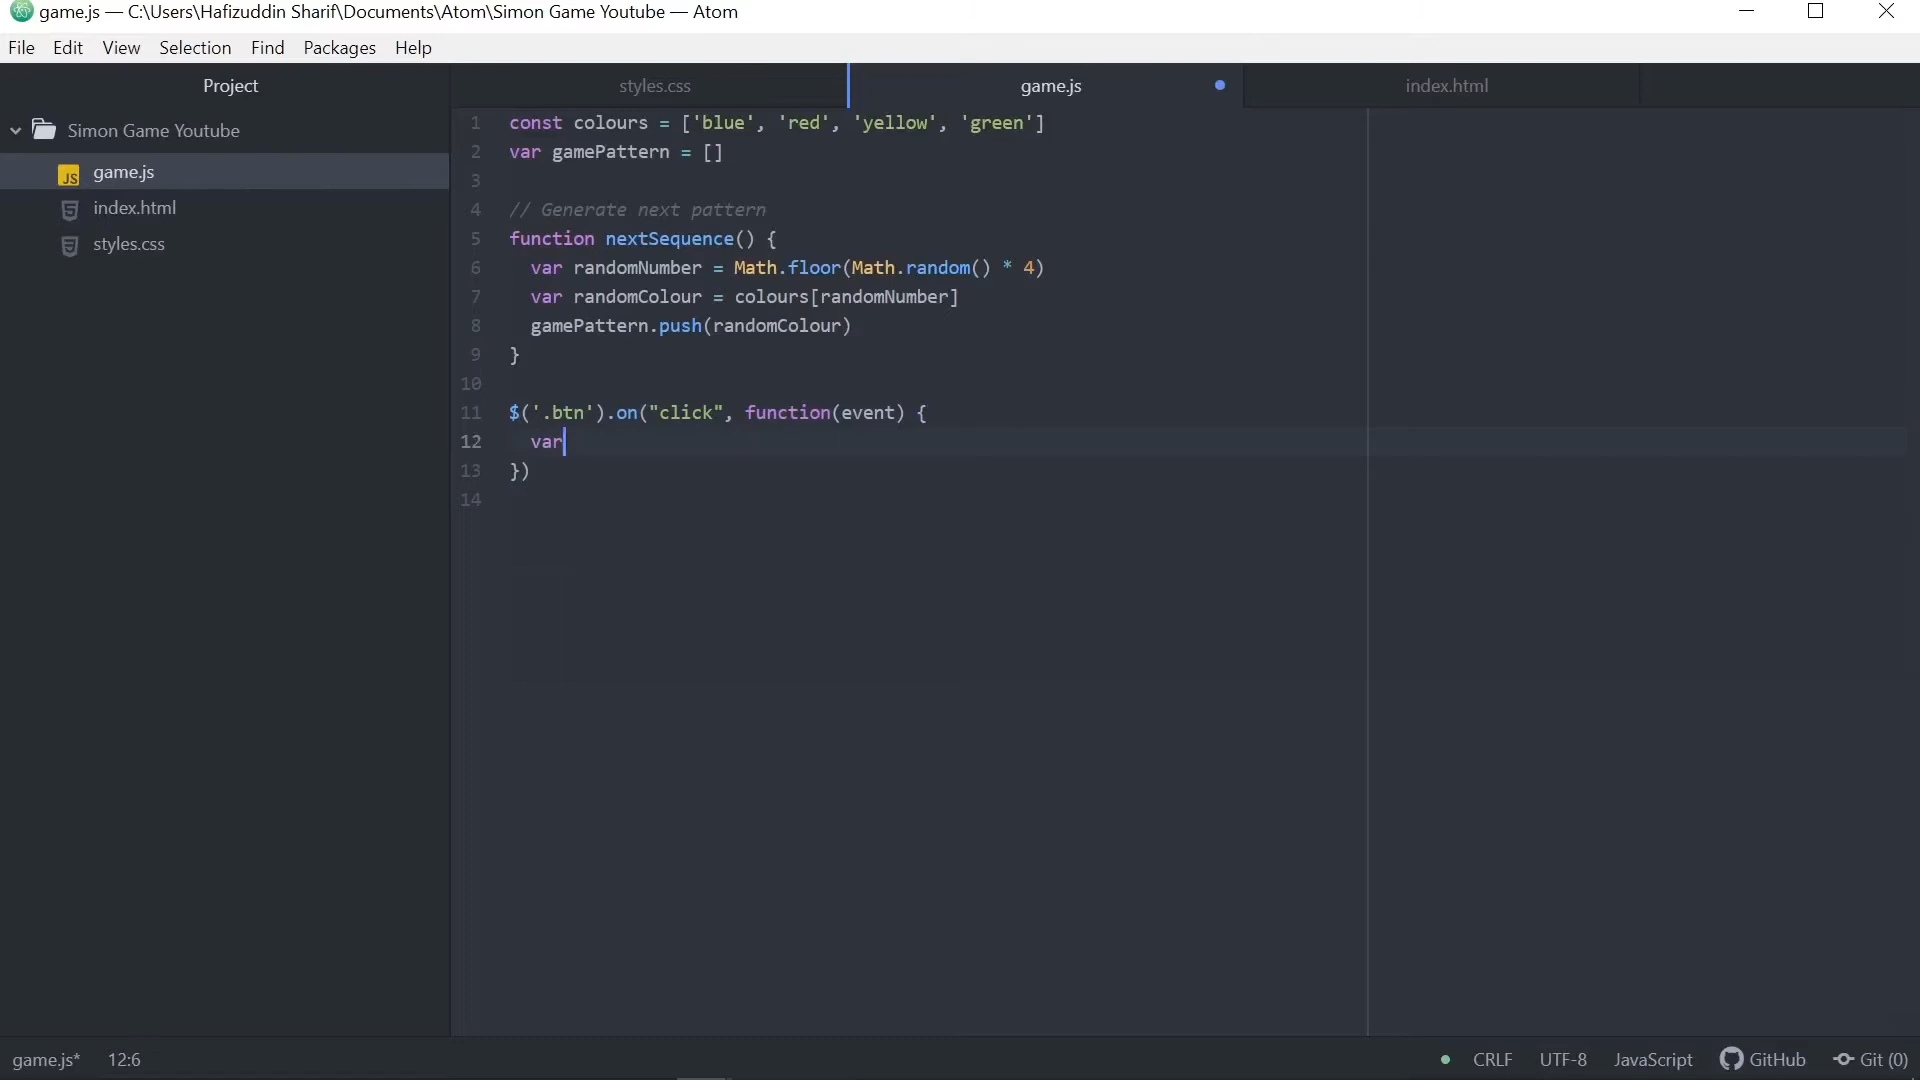 game.js — C:\Users\Hafizuddin Sharif\Documents\Atom\Simon Game Youtube — Atom
File Edit View Selection Find Packages Help
Project
styles.css game.js index.html
Simon Game Youtube
game.js
index.html
styles.css
1 const colours = ['blue', 'red', 'yellow', 'green']
2 var gamePattern = []
3
4 // Generate next pattern
5 function nextSequence() {
6   var randomNumber = Math.floor(Math.random() * 4)
7   var randomColour = colours[randomNumber]
8   gamePattern.push(randomColour)
9 }
10
11 $('.btn').on("click", function(event) {
12   var
13 })
14
game.js* 12:6 CRLF UTF-8 JavaScript GitHub Git (0)